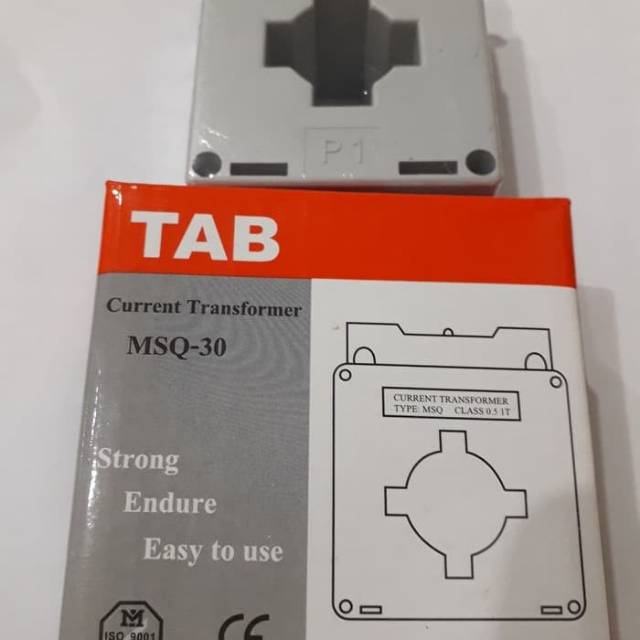 P1
TAB
Current Transformer
MSQ-30
CURRENT TRANSFORMER
TYPE: MSQ CLASS 0.5 1T
Strong
Endure
Easy to use
M
ISO 9001
CE